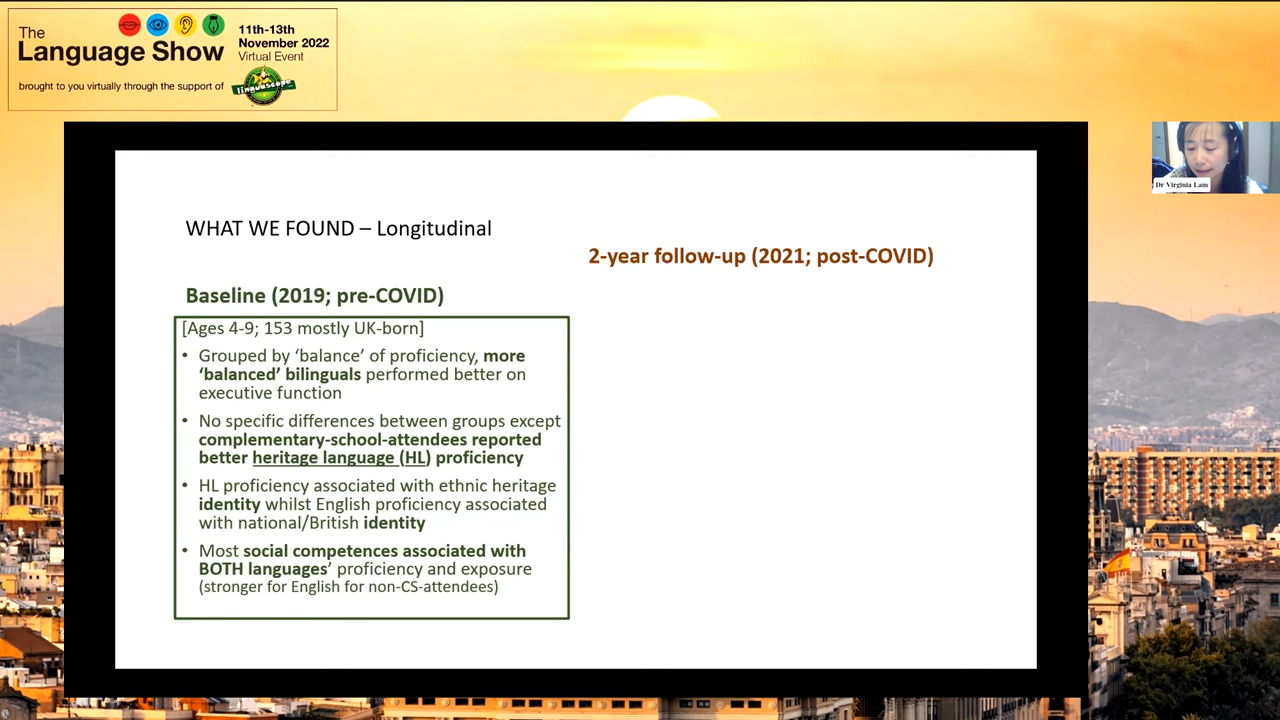 The
Language Show
11th-13th
November 2022
Virtual Event
brought to you virtually through the support of
linguascope
Dr Virginia Lam
WHAT WE FOUND – Longitudinal
2-year follow-up (2021; post-COVID)
Baseline (2019; pre-COVID)
[Ages 4-9; 153 mostly UK-born]
• Grouped by ‘balance’ of proficiency, more
‘balanced’ bilinguals performed better on
executive function
• No specific differences between groups except
complementary-school-attendees reported
better heritage language (HL) proficiency
• HL proficiency associated with ethnic heritage
identity whilst English proficiency associated
with national/British identity
• Most social competences associated with
BOTH languages’ proficiency and exposure
(stronger for English for non-CS-attendees)